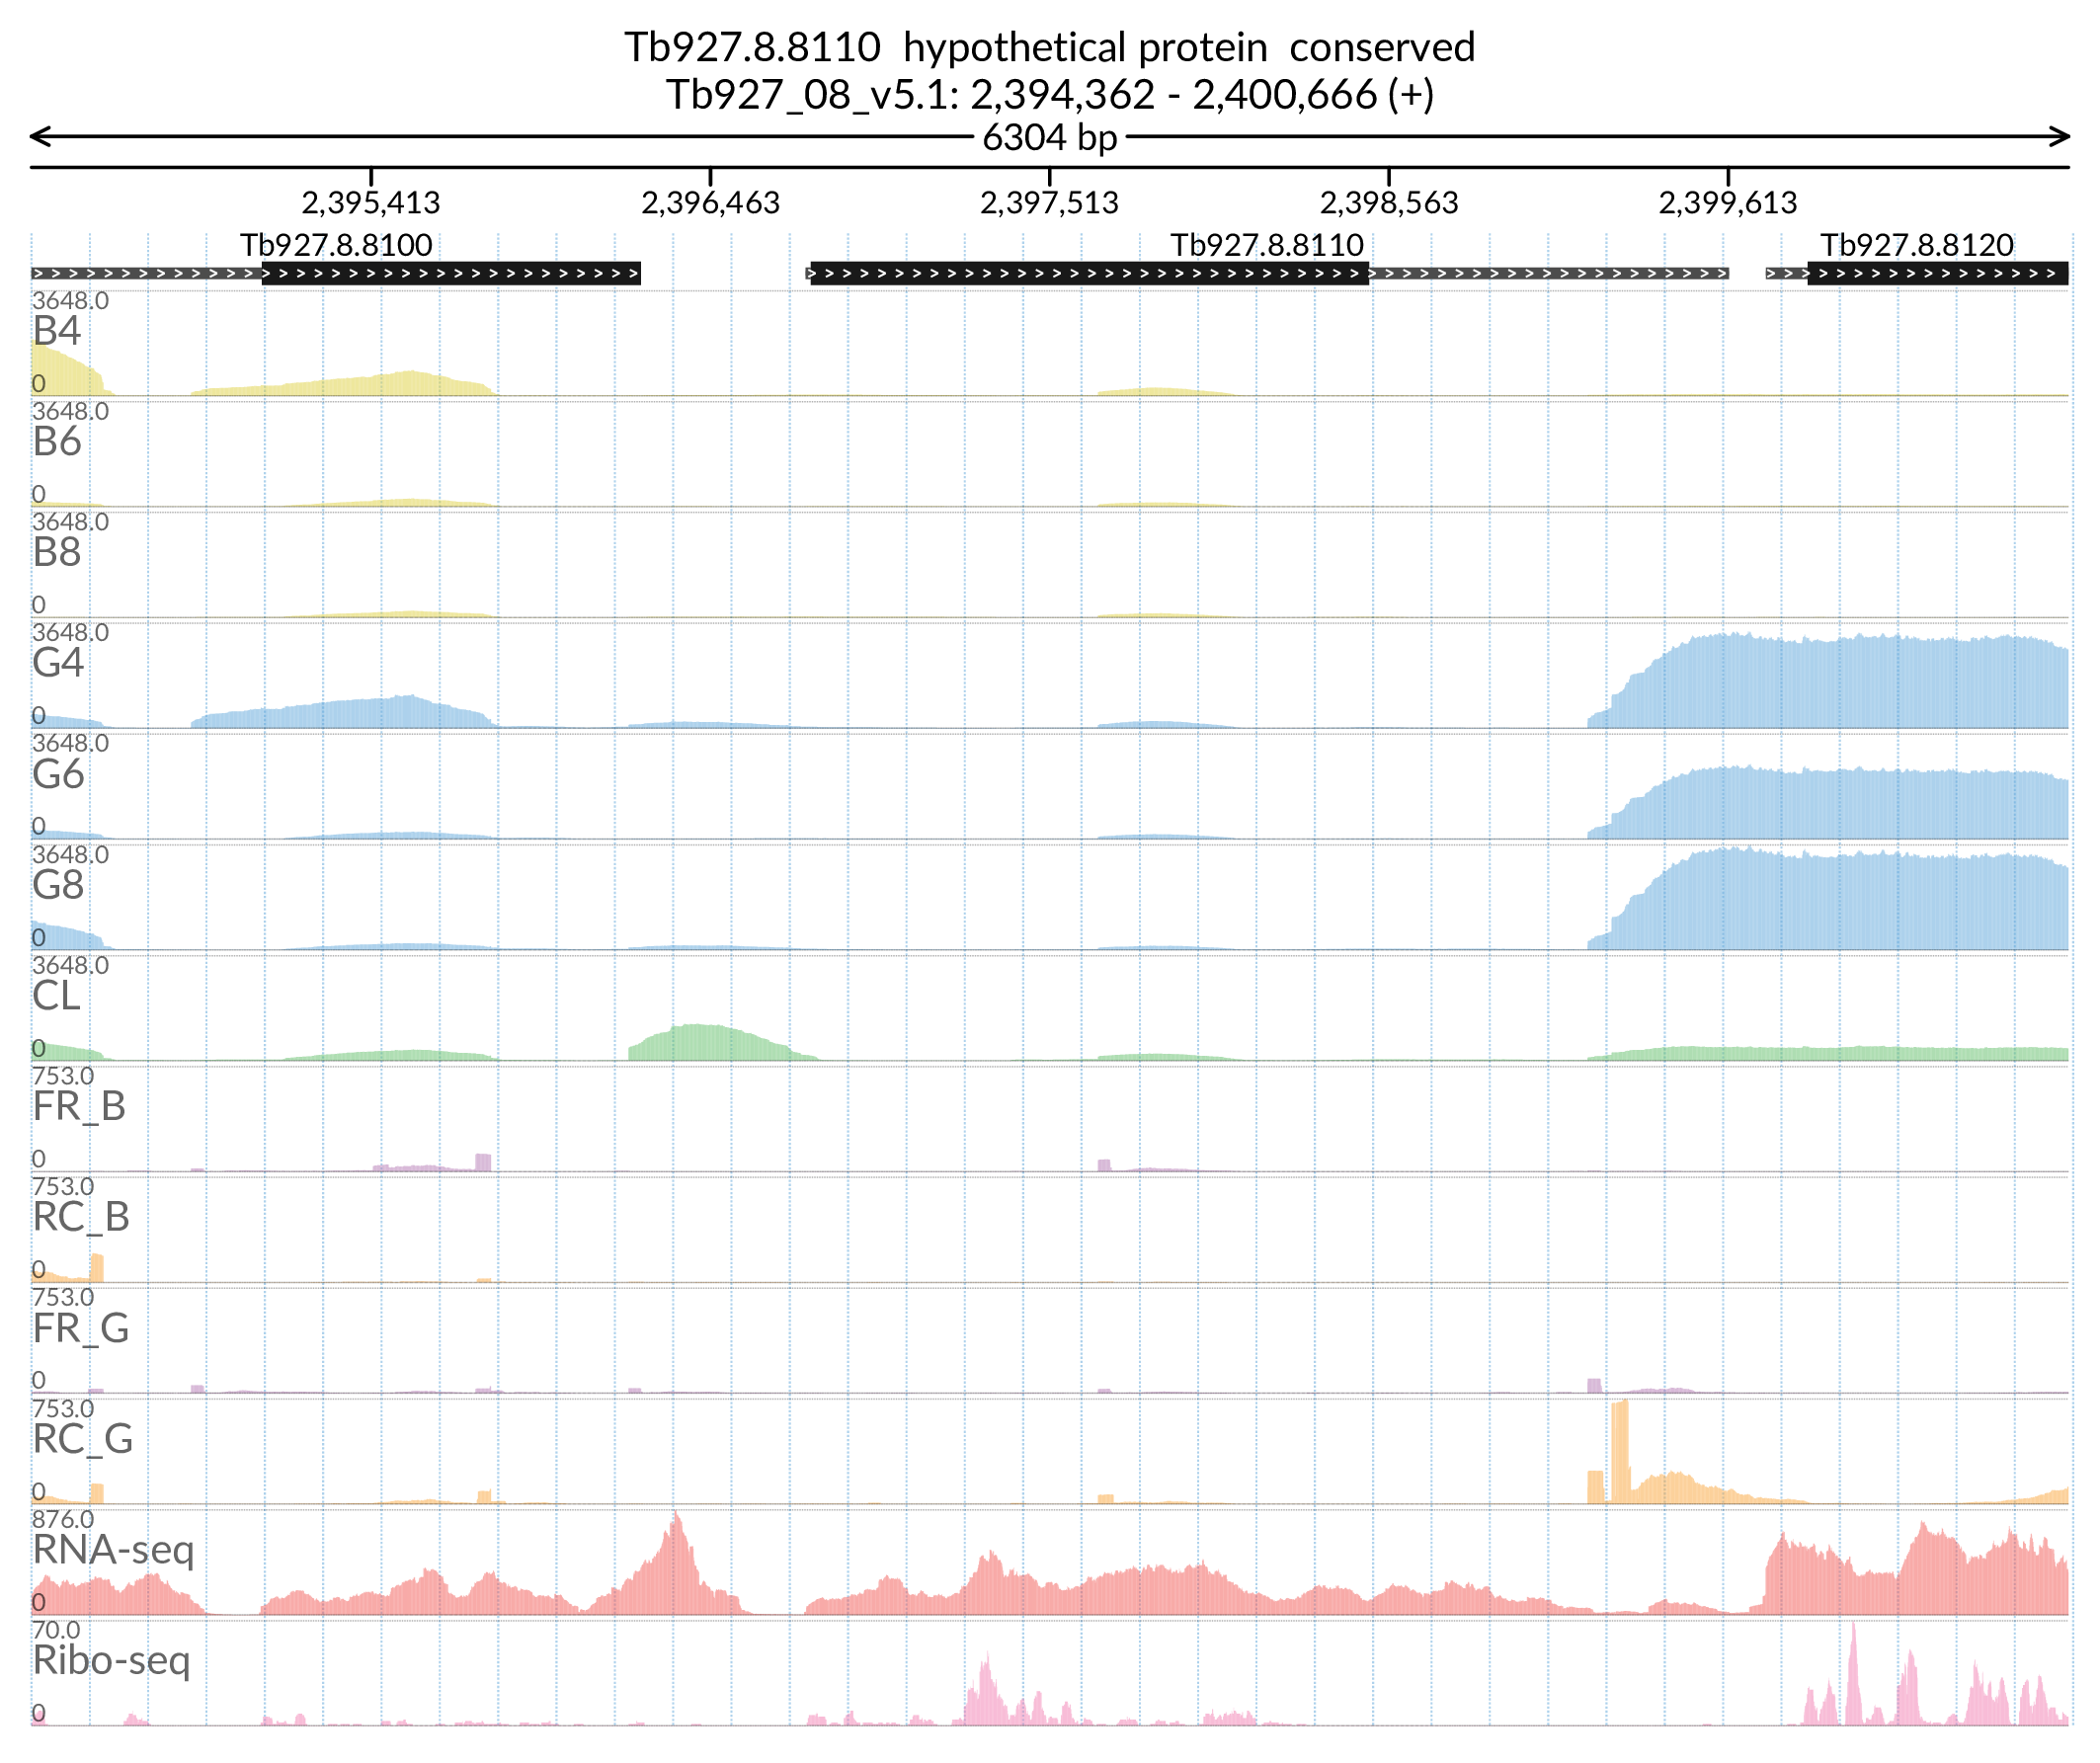 Tb927.8.8110 hypothetical protein conserved
Tb927_08_v5.1: 2,394,362 - 2,400,666 (+)
6304 bp
2,395,413 2,396,463 2,397,513 2,398,563 2,399,613
Tb927.8.8100 Tb927.8.8110 Tb927.8.8120
3648.0
B4
0
3648.0
B6
0
3648.0
B8
0
3648.0
G4
0
3648.0
G6
0
3648.0
G8
0
3648.0
CL
0
753.0
FR_B
0
753.0
RC_B
0
753.0
FR_G
0
753.0
RC_G
0
876.0
RNA-seq
0
70.0
Ribo-seq
0